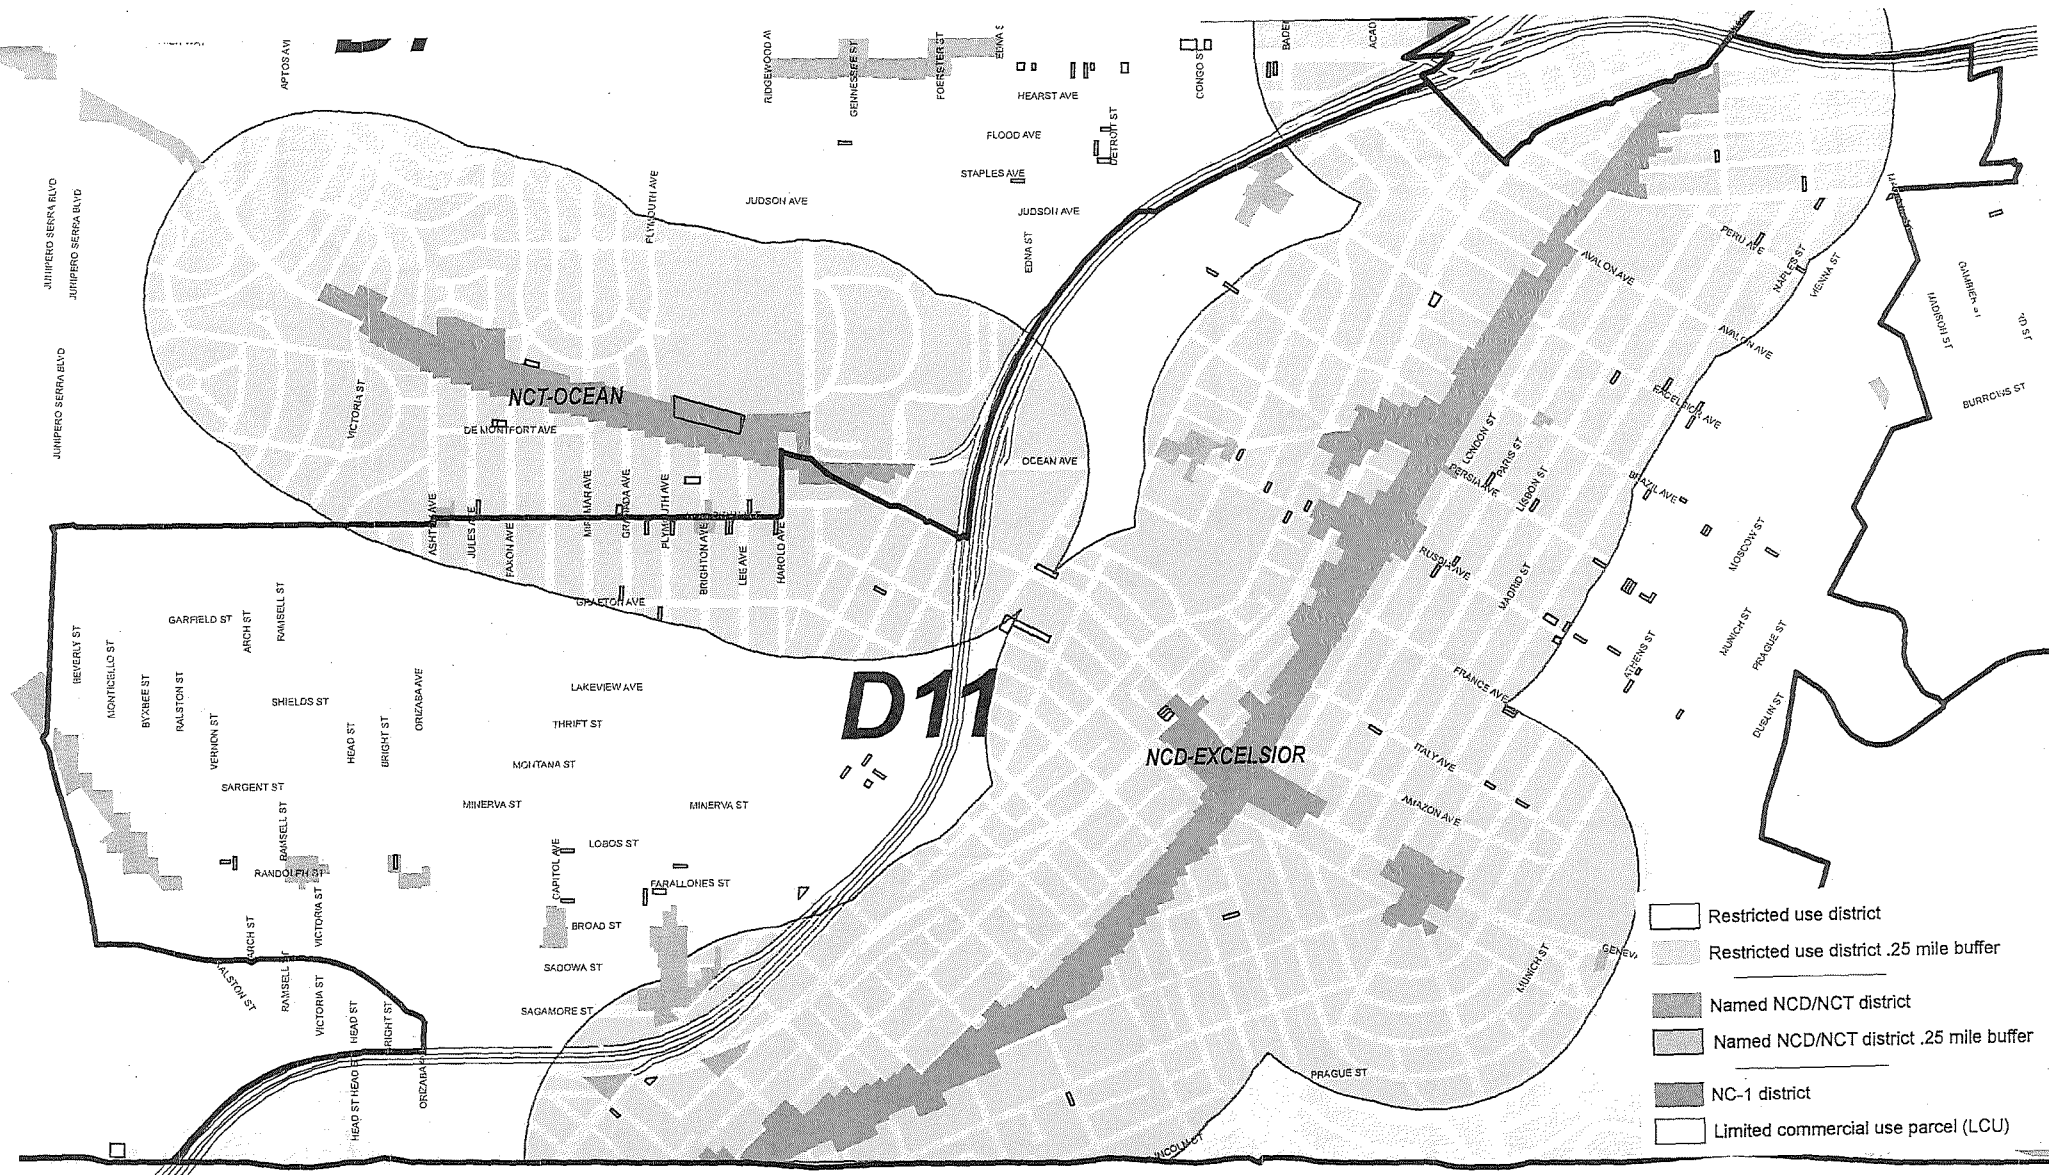 APTOS AVE
RIDGEWOOD AV
GENNESSEE ST
FOERSTER ST
EDNA S
CONGO ST
BADE
ACAD
HEARST AVE
FLOOD AVE
DETROIT ST
STAPLES AVE
JUDSON AVE
JUDSON AVE
EDNA ST
PLYMOUTH AVE
JUNIPERO SERRA BLVD
JUNIPERO SERRA BLVD
JUNIPERO SERRA BLVD
PERU AVE
NAPLES ST
VIENNA ST
AVALON AVE
AVALON AVE
GAMBIER ST
MADISON ST
BURROWS ST
EXCELSIOR AVE
VICTORIA ST
NCT-OCEAN
DE MONTFORT AVE
OCEAN AVE
LONDON ST
PARIS ST
PERSIA AVE
LISBON ST
BRAZIL AVE
ASHTON AVE
JULES AVE
FAXON AVE
MIRAMAR AVE
GRANADA AVE
PLYMOUTH AVE
BRIGHTON AVE
LEE AVE
HAROLD AVE
GRAFTON AVE
RUSSIA AVE
MADRID ST
MOSCOW ST
MUNICH ST
PRAGUE ST
ATHENS ST
DUBLIN ST
FRANCE AVE
ITALY AVE
AMAZON AVE
GARFIELD ST
ARCH ST
RAMSELL ST
BEVERLY ST
MONTICELLO ST
BYXBEE ST
RALSTON ST
VERNON ST
SHIELDS ST
HEAD ST
BRIGHT ST
ORIZABA AVE
LAKEVIEW AVE
THRIFT ST
MONTANA ST
D11
NCD-EXCELSIOR
SARGENT ST
MINERVA ST
MINERVA ST
RAMSELL ST
LOBOS ST
CAPITOL AVE
RANDOLPH ST
FARALLONES ST
VICTORIA ST
ARCH ST
BROAD ST
SADOWA ST
SAGAMORE ST
RALSTON ST
RAMSELL ST
VICTORIA ST
HEAD ST
HEAD ST
HEAD ST
BRIGHT ST
ORIZABA
MUNICH ST
GENEVA
PRAGUE ST
Restricted use district
Restricted use district .25 mile buffer
Named NCD/NCT district
Named NCD/NCT district .25 mile buffer
NC-1 district
Limited commercial use parcel (LCU)